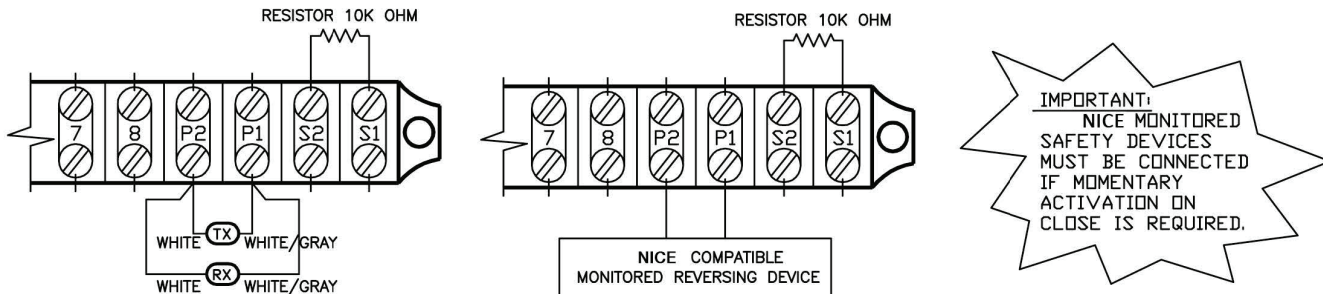 RESISTOR 10K OHM
7 8 P2 P1 S2 S1
WHITE TX WHITE/GRAY
WHITE RX WHITE/GRAY
RESISTOR 10K OHM
7 8 P2 P1 S2 S1
NICE COMPATIBLE
MONITORED REVERSING DEVICE
IMPORTANT:
NICE MONITORED
SAFETY DEVICES
MUST BE CONNECTED
IF MOMENTARY
ACTIVATION ON
CLOSE IS REQUIRED.